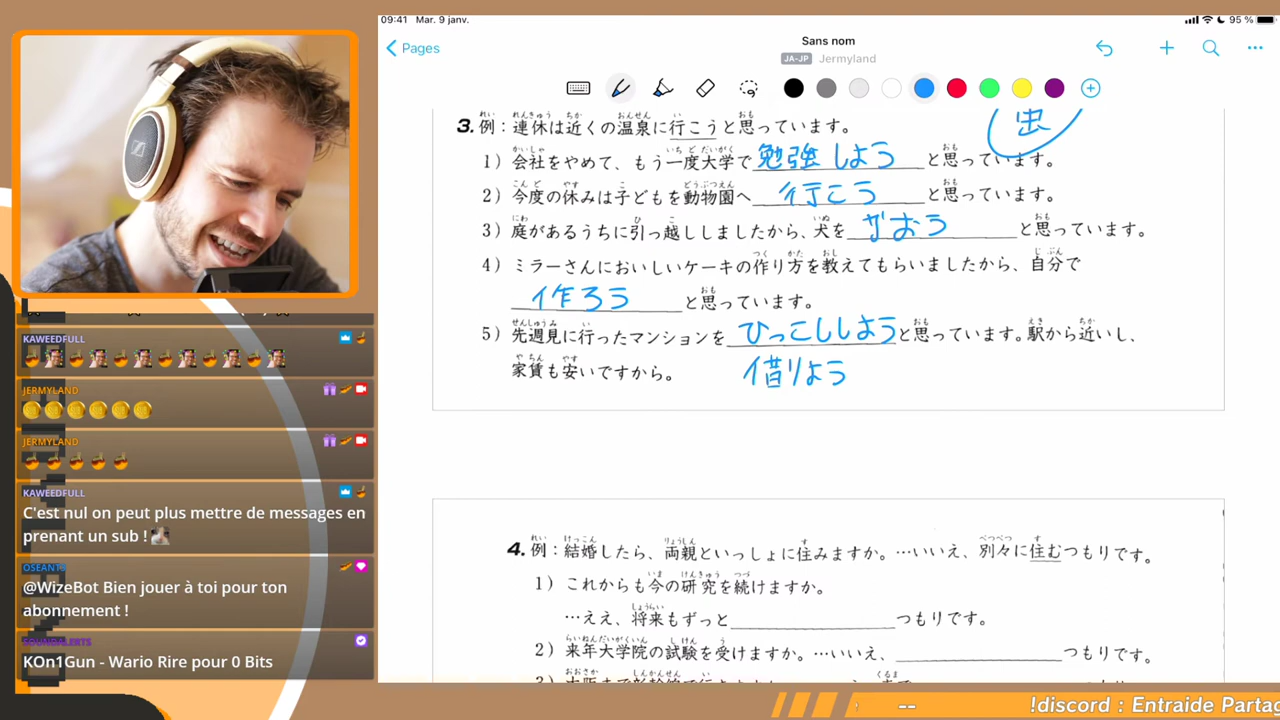 09:41 Mar. 9 janv.
95 %
Pages
Sans nom
JA-JP Jermyland
3. 例：連休は近くの温泉に行こうと思っています。
1）会社をやめて、もう一度大学で勉強しようと思っています。
2）今度の休みは子どもを動物園へ行こうと思っています。
3）庭があるうちに引っ越ししましたから、犬をがおうと思っています。
4）ミラーさんにおいしいケーキの作り方を教えてもらいましたから、自分で
作ろうと思っています。
5）先週見に行ったマンションをひっこししようと思っています。駅から近いし、
家賃も安いですから。
借りよう
4. 例：結婚したら、両親といっしょに住みますか。…いいえ、別々に住むつもりです。
1）これからも今の研究を続けますか。
…ええ、将来もずっとつもりです。
2）来年大学院の試験を受けますか。…いいえ、つもりです。
KAWEEDFULL
JERMYLAND
JERMYLAND
KAWEEDFULL
C'est nul on peut plus mettre de messages en
prenant un sub !
OSEANTS
@WizeBot Bien jouer à toi pour ton
abonnement !
SOUNDALERTS
KOn1Gun - Wario Rire pour 0 Bits
!discord : Entraide Partag